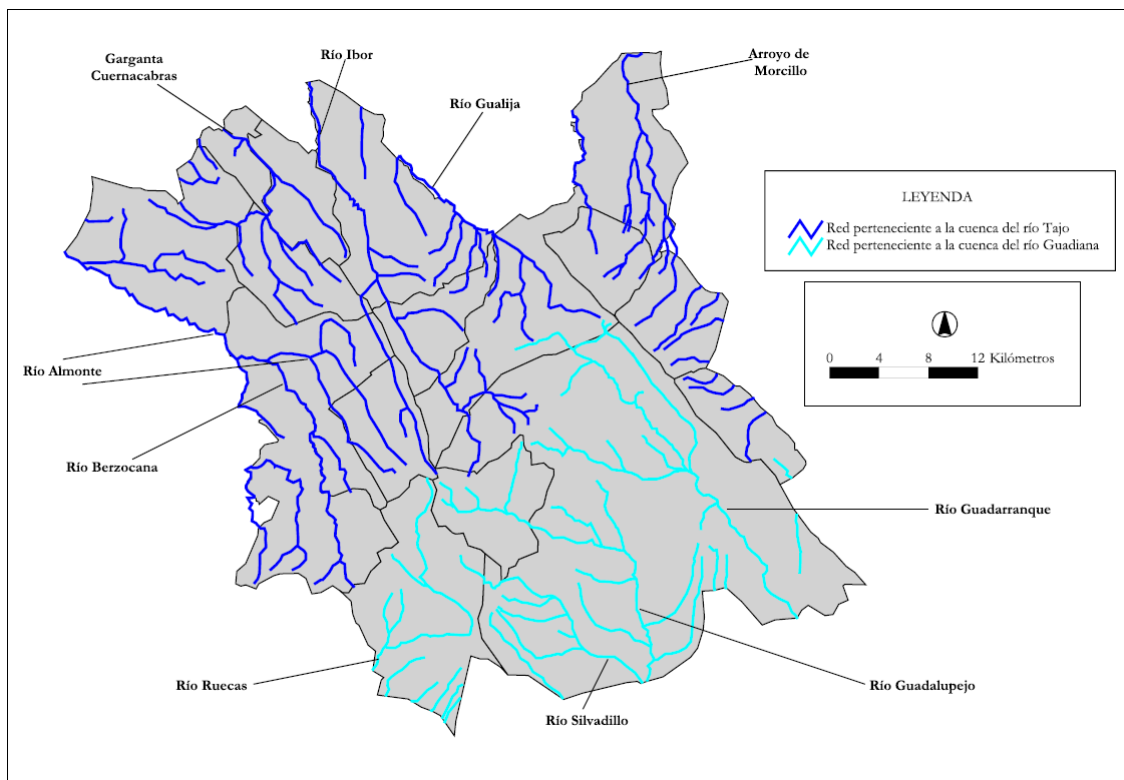 Garganta
Cuernacabras
Río Ibor
Río Gualija
Arroyo de
Morcillo
LEYENDA
Red perteneciente a la cuenca del río Tajo
Red perteneciente a la cuenca del río Guadiana
0 4 8 12 Kilómetros
Río Almonte
Río Berzocana
Río Guadarranque
Río Ruecas
Río Guadalupejo
Río Silvadillo